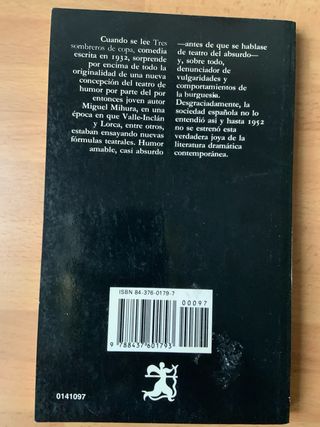 Cuando se lee Tres
sombreros de copa, comedia
escrita en 1932, sorprende
por encima de todo la
originalidad de una nueva
concepción del teatro de
humor por parte del por
entonces joven autor
Miguel Mihura, en una
época en que Valle-Inclán
y Lorca, entre otros,
estaban ensayando nuevas
fórmulas teatrales. Humor
amable, casi absurdo
—antes de que se hablase
de teatro del absurdo— y,
sobre todo,
denunciador de
vulgaridades y
comportamientos de
la burguesía.
Desgraciadamente, la
sociedad española no lo
entendió así y hasta 1952
no se estrenó esta
verdadera joya de la
literatura dramática
contemporánea.
ISBN 84-376-0179-7
00097
9 788437 601793
0141097